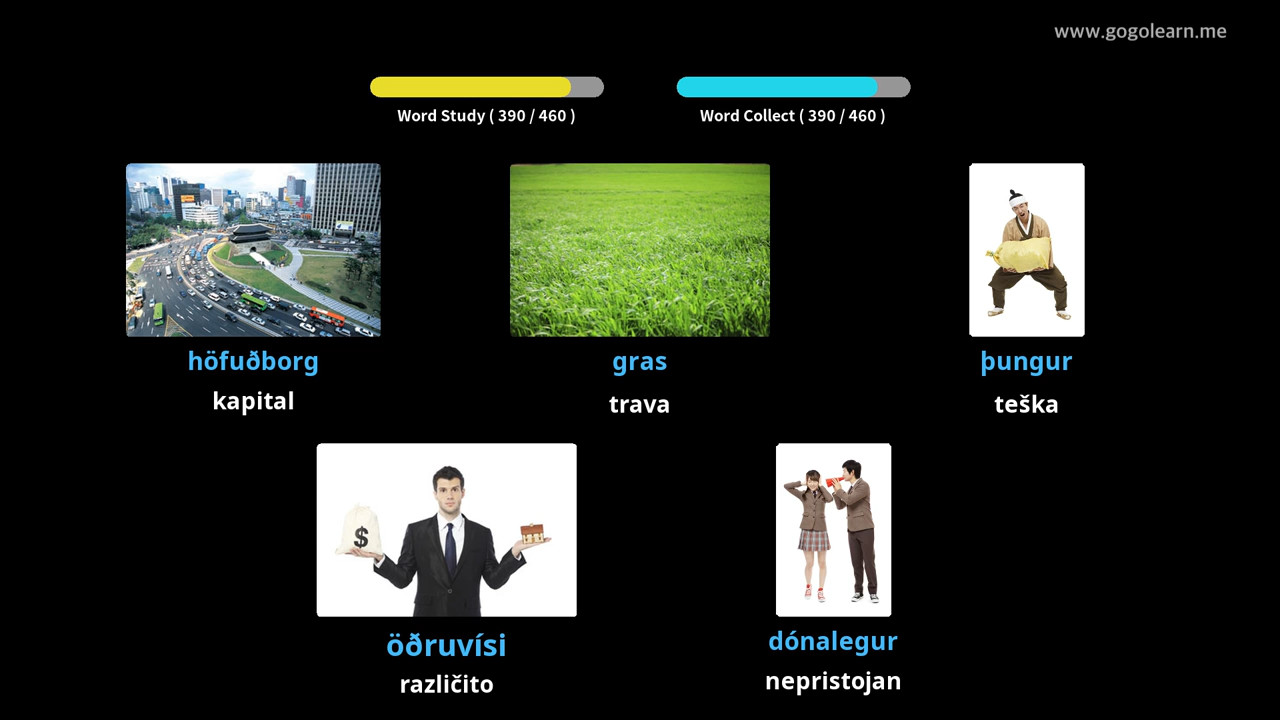 www.gogolearn.me
Word Study ( 390 / 460 )
Word Collect ( 390 / 460 )
höfuðborg
kapital
gras
trava
þungur
teška
$
öðruvísi
različito
dónalegur
nepristojan